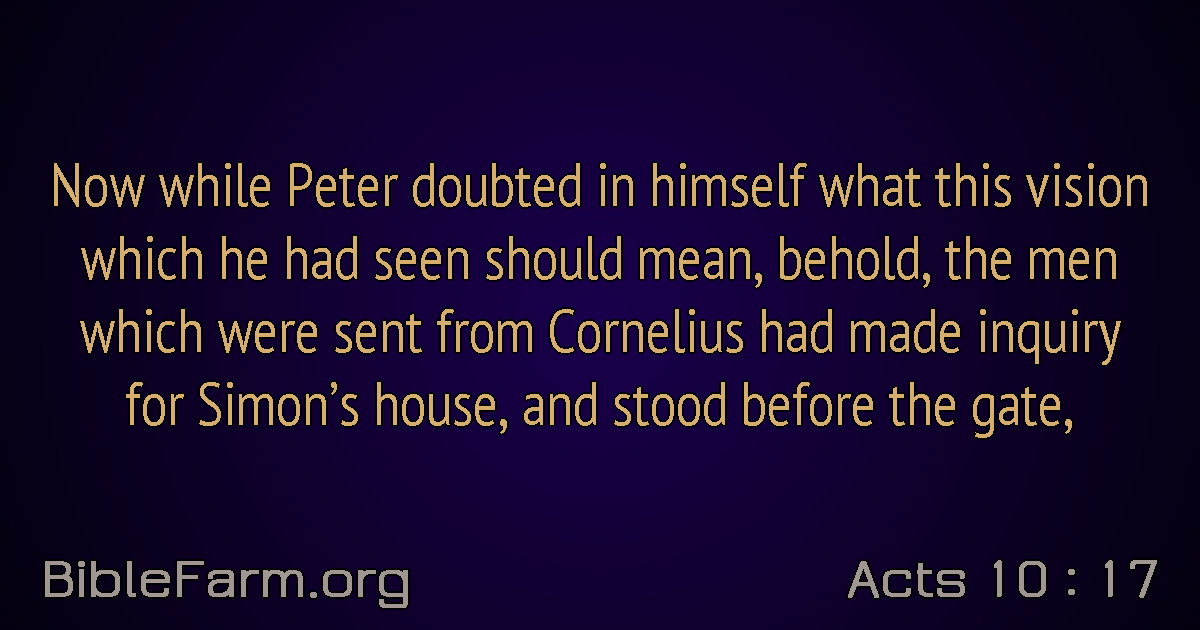 Now while Peter doubted in himself what this vision
which he had seen should mean, behold, the men
which were sent from Cornelius had made inquiry
for Simon’s house, and stood before the gate,
BibleFarm.org
Acts 10 : 17